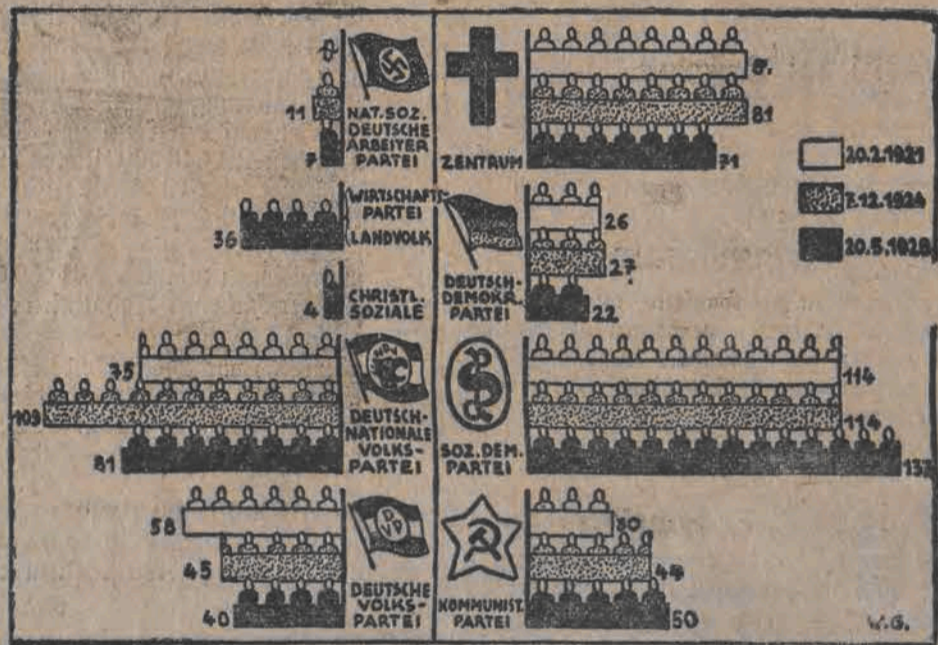 11
7
NAT. SOZ.
DEUTSCHE
ARBEITER
PARTEI
36
(WIRTSCHAFTS-
PARTEI
(LANDVOLK
4
CHRISTL.
SOZIALE
75
81
DEUTSCH-
NATIONALE
VOLKS-
PARTEI
58
45
40
DVP
DEUTSCHE
VOLKS-
PARTEI
ZENTRUM
81
71
26
27
22
DEUTSCH-
DEMOKR.
PARTEI
114
114
SOZ. DEM.
PARTEI
30
44
50
KOMMUNIST.
PARTEI
20.2.1921
7.12.1924
20.5.1928
W.G.